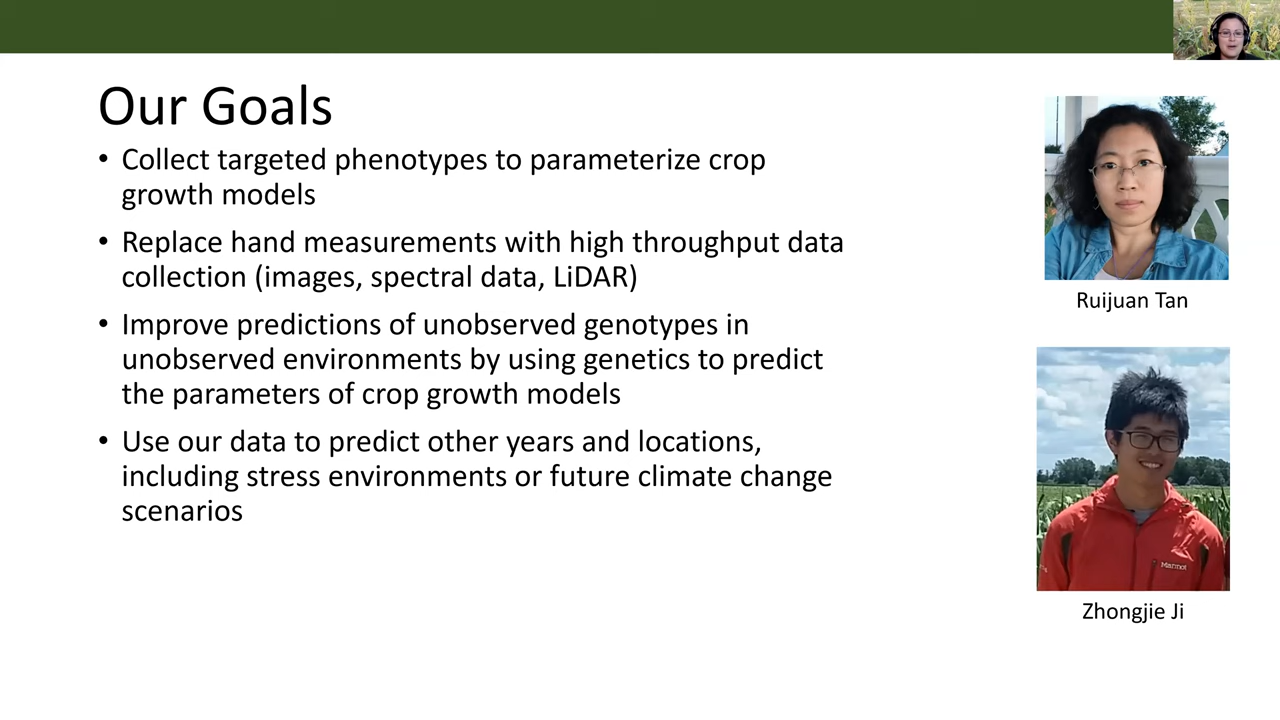 Our Goals
• Collect targeted phenotypes to parameterize crop
growth models
• Replace hand measurements with high throughput data
collection (images, spectral data, LiDAR)
• Improve predictions of unobserved genotypes in
unobserved environments by using genetics to predict
the parameters of crop growth models
• Use our data to predict other years and locations,
including stress environments or future climate change
scenarios
Ruijuan Tan
Marmot
Zhongjie Ji